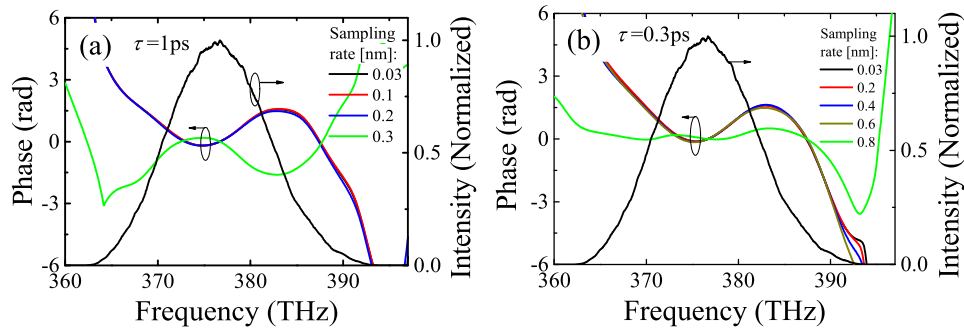 (a)
τ=1ps
Sampling
rate [nm]:
0.03
0.1
0.2
0.3
6
3
0
-3
-6
Phase (rad)
360 370 380 390
Frequency (THz)
1.0
0.5
0.0
Intensity (Normalized)
(b)
τ=0.3ps
Sampling
rate [nm]:
0.03
0.2
0.4
0.6
0.8
6
3
0
-3
-6
Phase (rad)
360 370 380 390
Frequency (THz)
1.0
0.5
0.0
Intensity (Normalized)